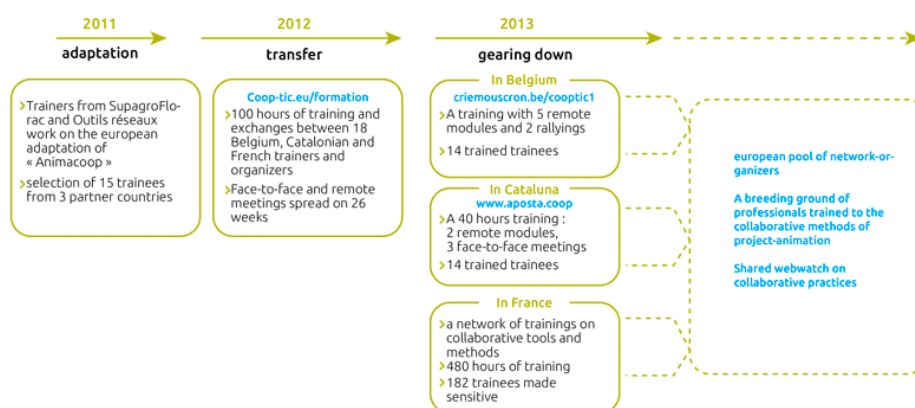 2011
adaptation
Trainers from SupagroFlo-
rac and Outils réseaux
work on the european
adaptation of
« Animacoop »
selection of 15 trainees
from 3 partner countries
2012
transfer
Coop-tic.eu/formation
100 hours of training and
exchanges between 18
Belgium, Catalonian and
French trainers and
organizers
Face-to-face and remote
meetings spread on 26
weeks
2013
gearing down
In Belgium
criemouscron.be/cooptic1
A training with 5 remote
modules and 2 rallyings
14 trained trainees
In Cataluna
www.aposta.coop
A 40 hours training :
2 remote modules,
3 face-to-face meetings
14 trained trainees
In France
a network of trainings on
collaborative tools and
methods
480 hours of training
182 trainees made
sensitive
european pool of network-or-
ganizers
A breeding ground of
professionals trained to the
collaborative methods of
project-animation
Shared webwatch on
collaborative practices